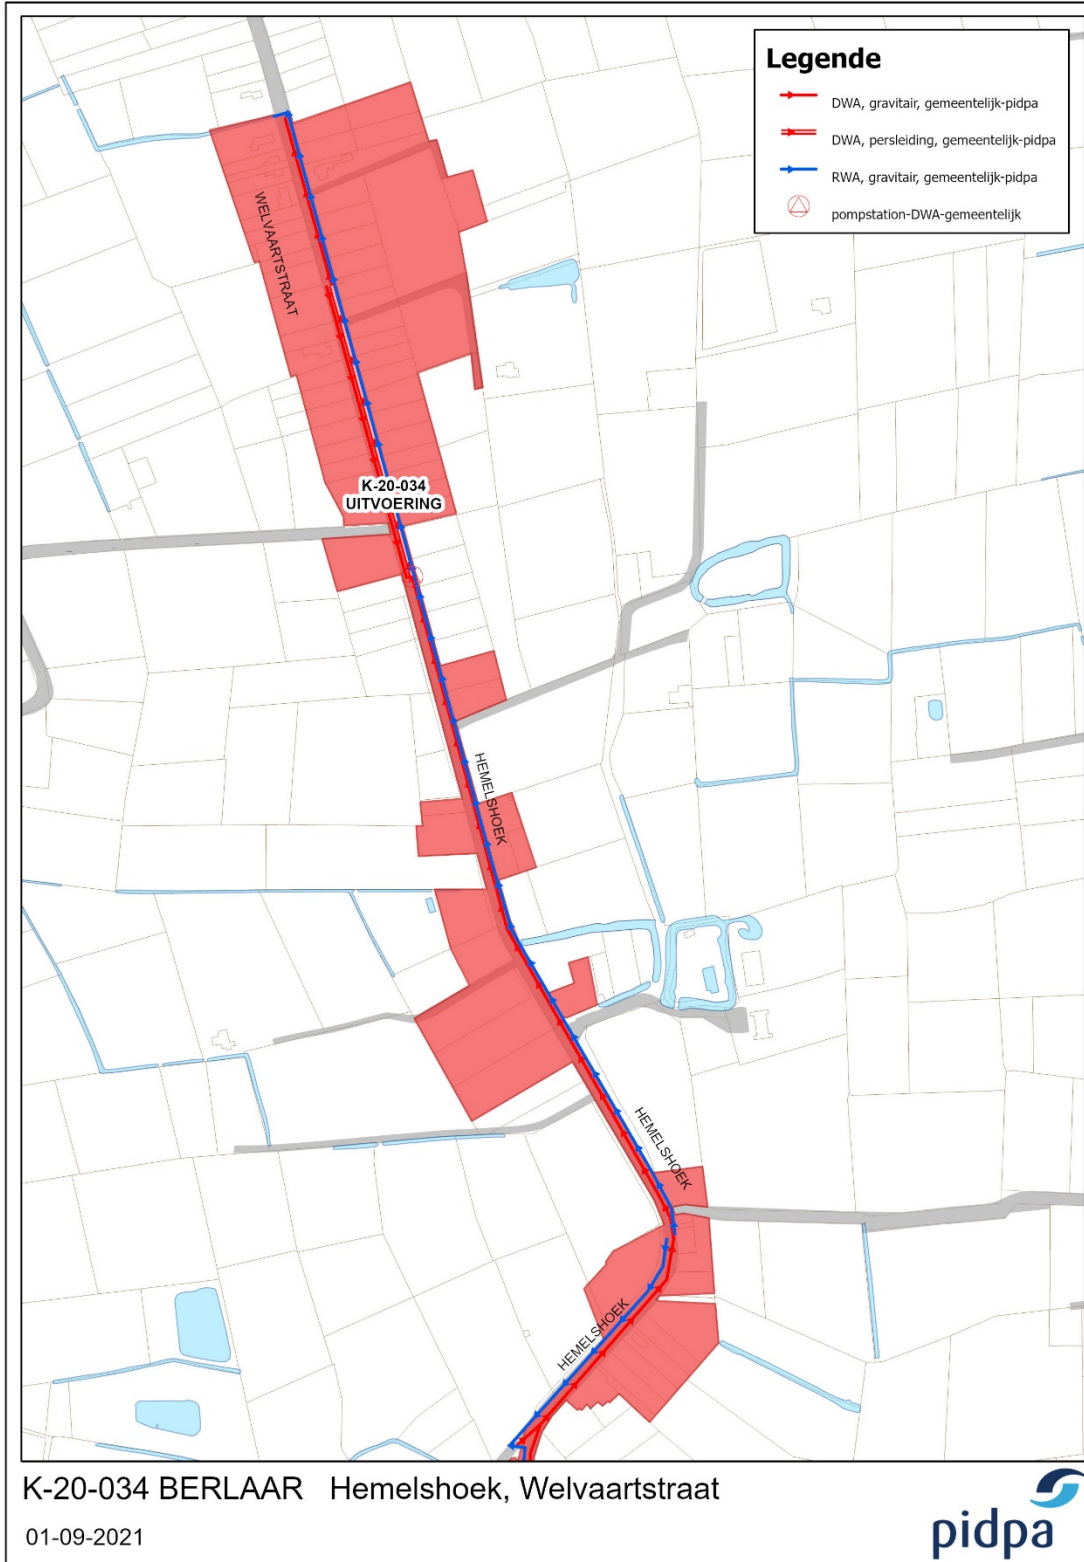 Legende
DWA, gravitair, gemeentelijk-pidpa
DWA, persleiding, gemeentelijk-pidpa
RWA, gravitair, gemeentelijk-pidpa
pompstation-DWA-gemeentelijk
WELVAARTSTRAAT
K-20-034
UITVOERING
HEMELSHOEK
HEMELSHOEK
HEMELSHOEK
K-20-034 BERLAAR Hemelshoek, Welvaartstraat
01-09-2021
pidpa